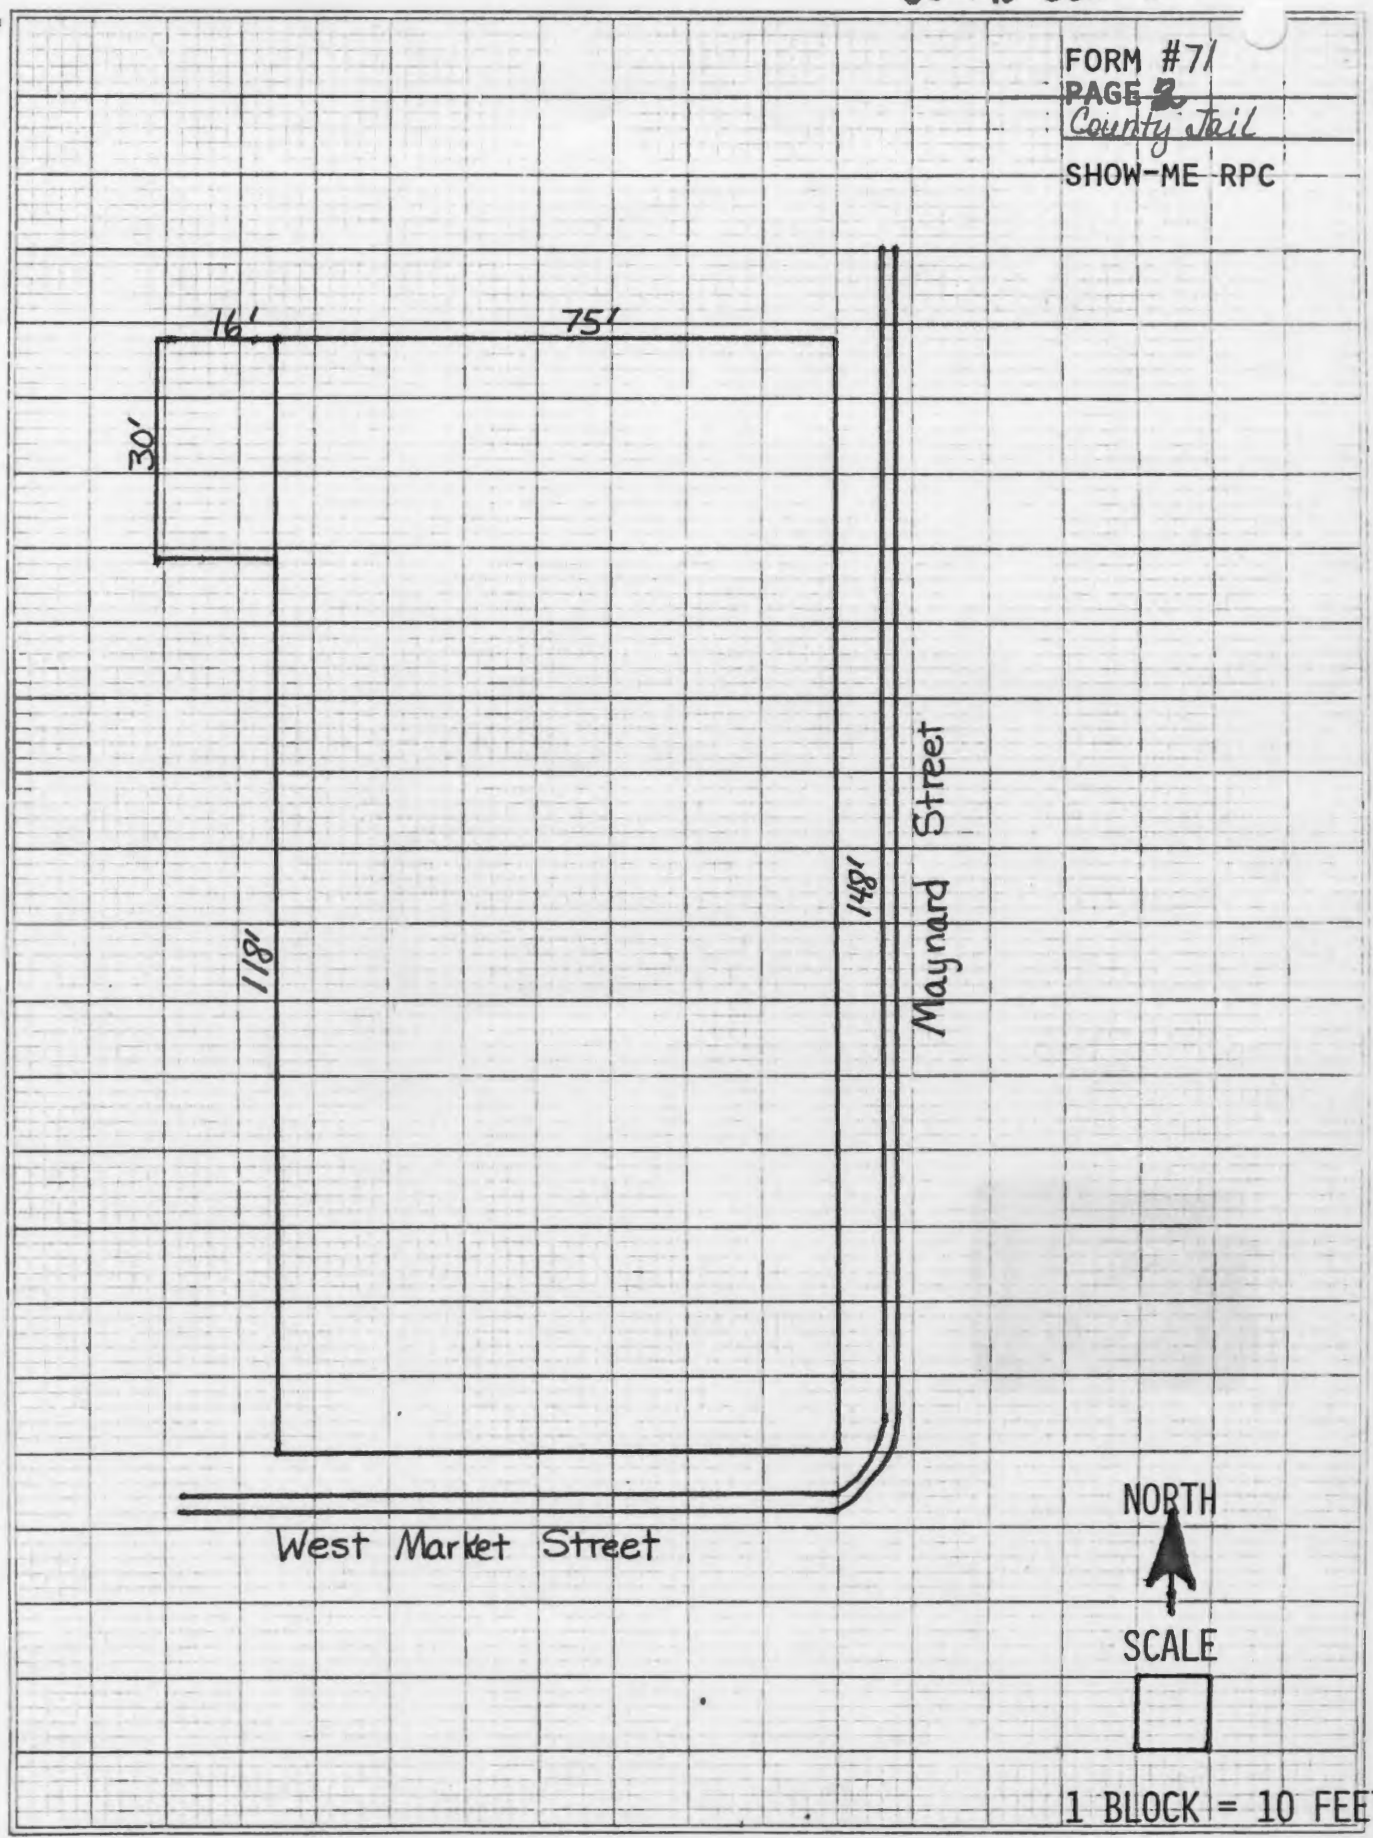 FORM #71
PAGE 2
County Jail
SHOW-ME RPC
16' 75'
30'
118'
148'
Maynard Street
West Market Street
NORTH
SCALE
1 BLOCK = 10 FEE